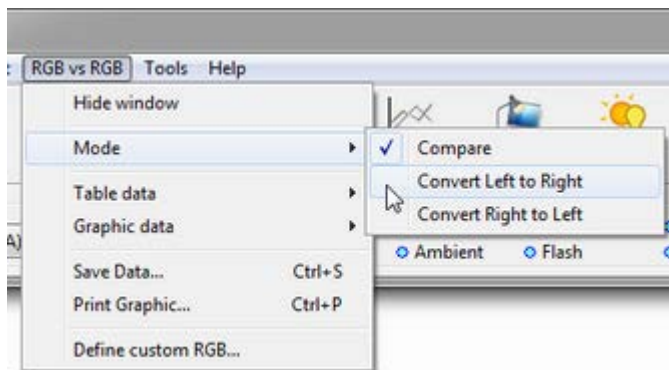 RGB vs RGB Tools Help
Hide window
Mode
Compare
Convert Left to Right
Convert Right to Left
Table data
Graphic data
Save Data... Ctrl+S
Print Graphic... Ctrl+P
Define custom RGB...
A)
Ambient Flash